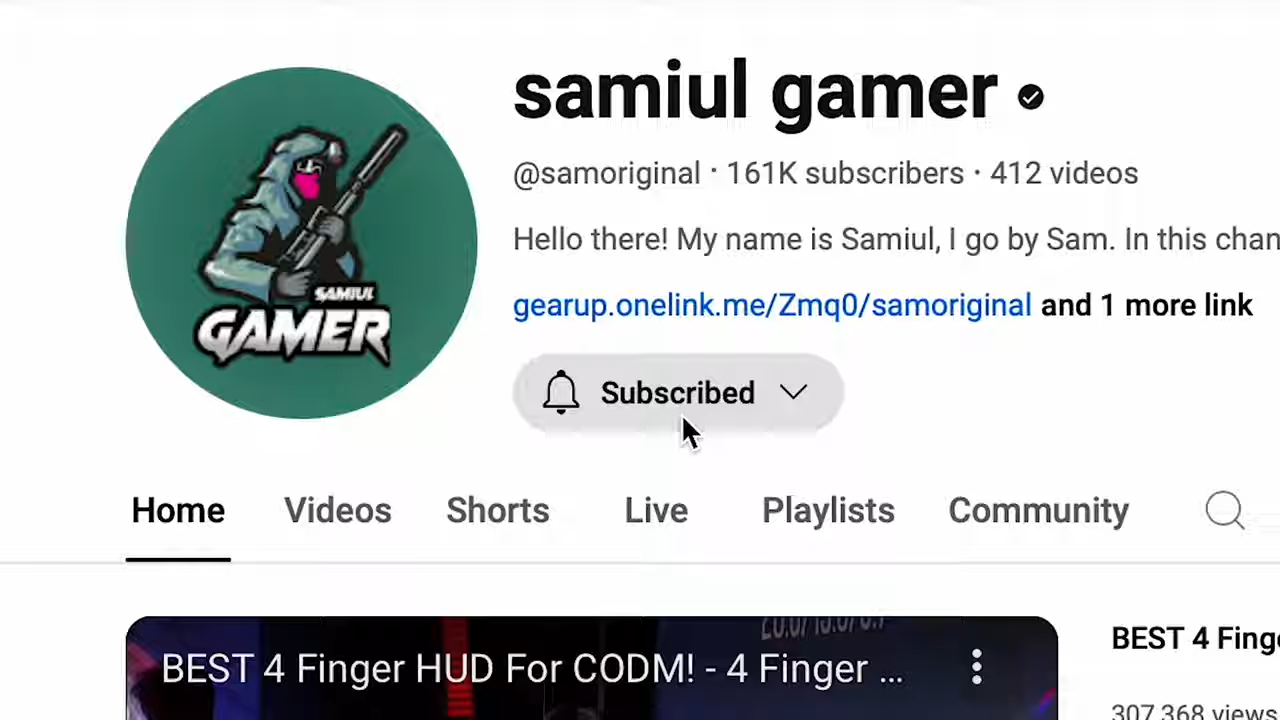 samiul gamer
@samoriginal · 161K subscribers · 412 videos
Hello there! My name is Samiul, I go by Sam. In this chan
gearup.onelink.me/Zmq0/samoriginal and 1 more link
SAMIUL
GAMER
Subscribed
Home Videos Shorts Live Playlists Community
BEST 4 Finger HUD For CODM! - 4 Finger ...
BEST 4 Finge
307,368 views